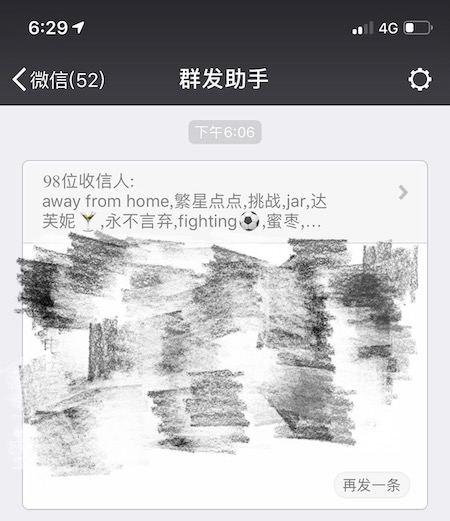 6:29
4G
微信(52)
群发助手
下午6:06
98位收信人:
away from home,繁星点点,挑战,jar,达
芙妮🍸,永不言弃,fighting⚽,蜜枣,...
再发一条